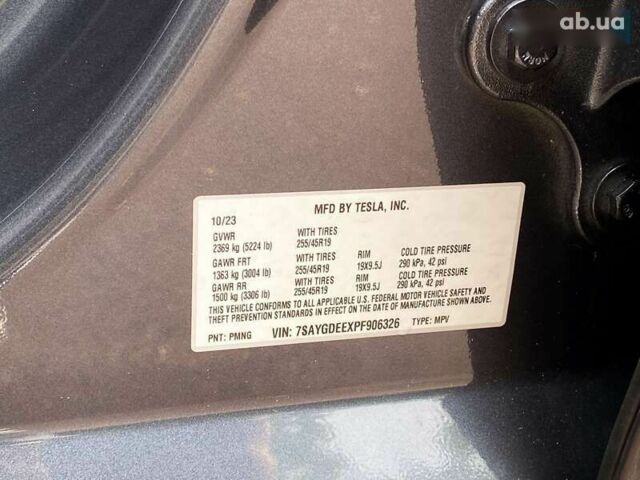 ab.ua
10/23 MFD BY TESLA, INC.
GVWR WITH TIRES
2369 kg (5224 lb) 255/45R19
GAWR FRT WITH TIRES RIM COLD TIRE PRESSURE
1363 kg (3004 lb) 255/45R19 19X9.5J 290 kPa, 42 psi
GAWR RR WITH TIRES RIM COLD TIRE PRESSURE
1500 kg (3306 lb) 255/45R19 19X9.5J 290 kPa, 42 psi
THIS VEHICLE CONFORMS TO ALL APPLICABLE U.S. FEDERAL MOTOR VEHICLE SAFETY AND
THEFT PREVENTION STANDARDS IN EFFECT ON THE DATE OF MANUFACTURE SHOWN ABOVE.
PNT: PMNG VIN: 7SAYGDEEXPF906326 TYPE: MPV